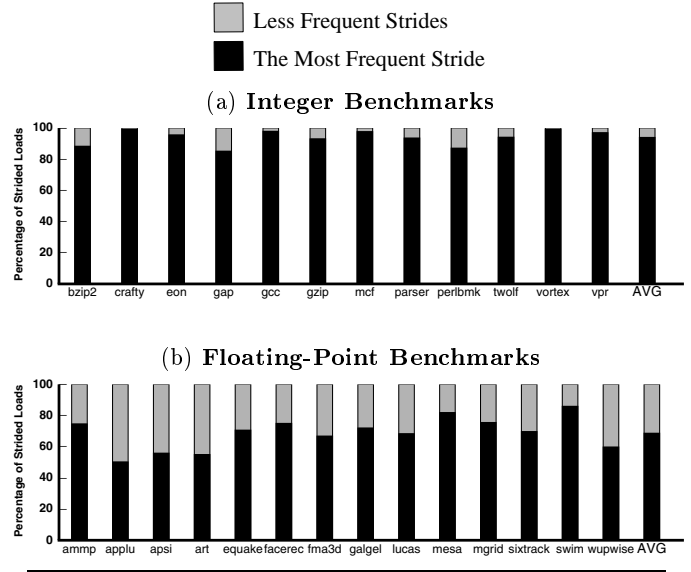 Less Frequent Strides
The Most Frequent Stride
(a) Integer Benchmarks
Percentage of Strided Loads
100
80
60
40
20
0
bzip2 crafty eon gap gcc gzip mcf parser perlbmk twolf vortex vpr AVG
(b) Floating-Point Benchmarks
Percentage of Strided Loads
100
80
60
40
20
0
ammp applu apsi art equake facerec fma3d galgel lucas mesa mgrid sixtrack swim wupwise AVG